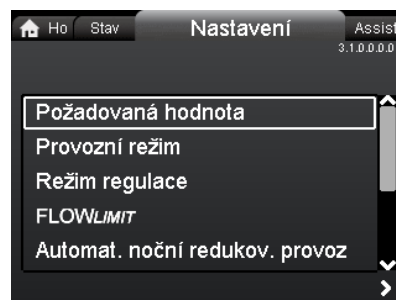 Ho Stav Nastavení Assist
3.1.0.0.0.0
Požadovaná hodnota
Provozní režim
Režim regulace
FLOWLIMIT
Automat. noční redukov. provoz